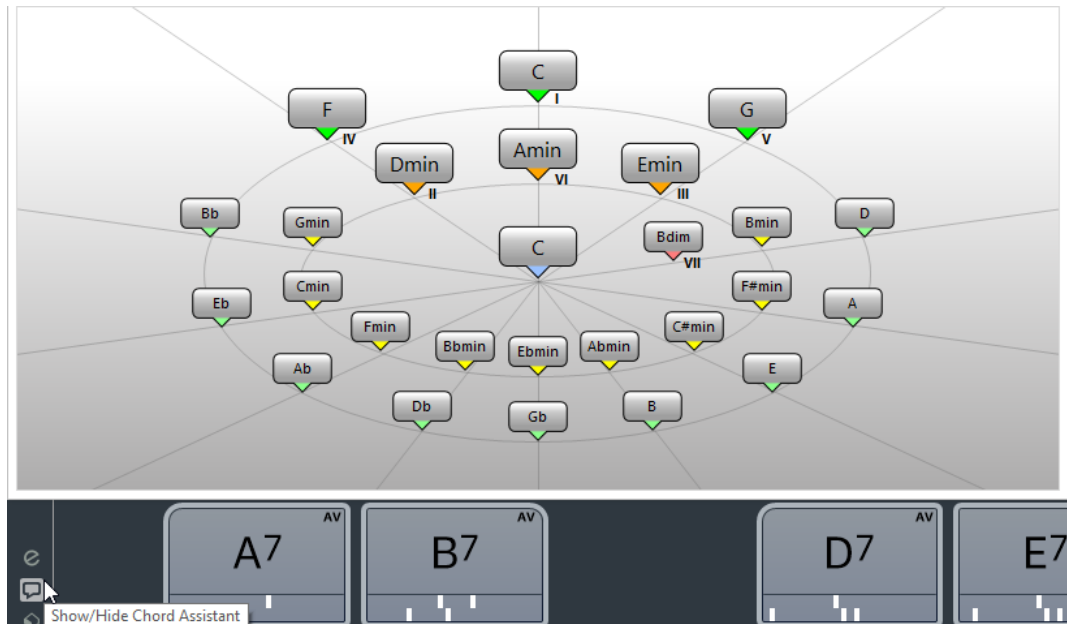 C
I
F
IV
G
V
Dmin
II
Amin
VI
Emin
III
Bb
Gmin
C
Bdim
VII
Bmin
D
Eb
Cmin
F#min
A
Fmin
Bbmin
Ebmin
Abmin
C#min
Ab
Db
Gb
B
E
AV
A7
AV
B7
AV
D7
E7
e
Show/Hide Chord Assistant